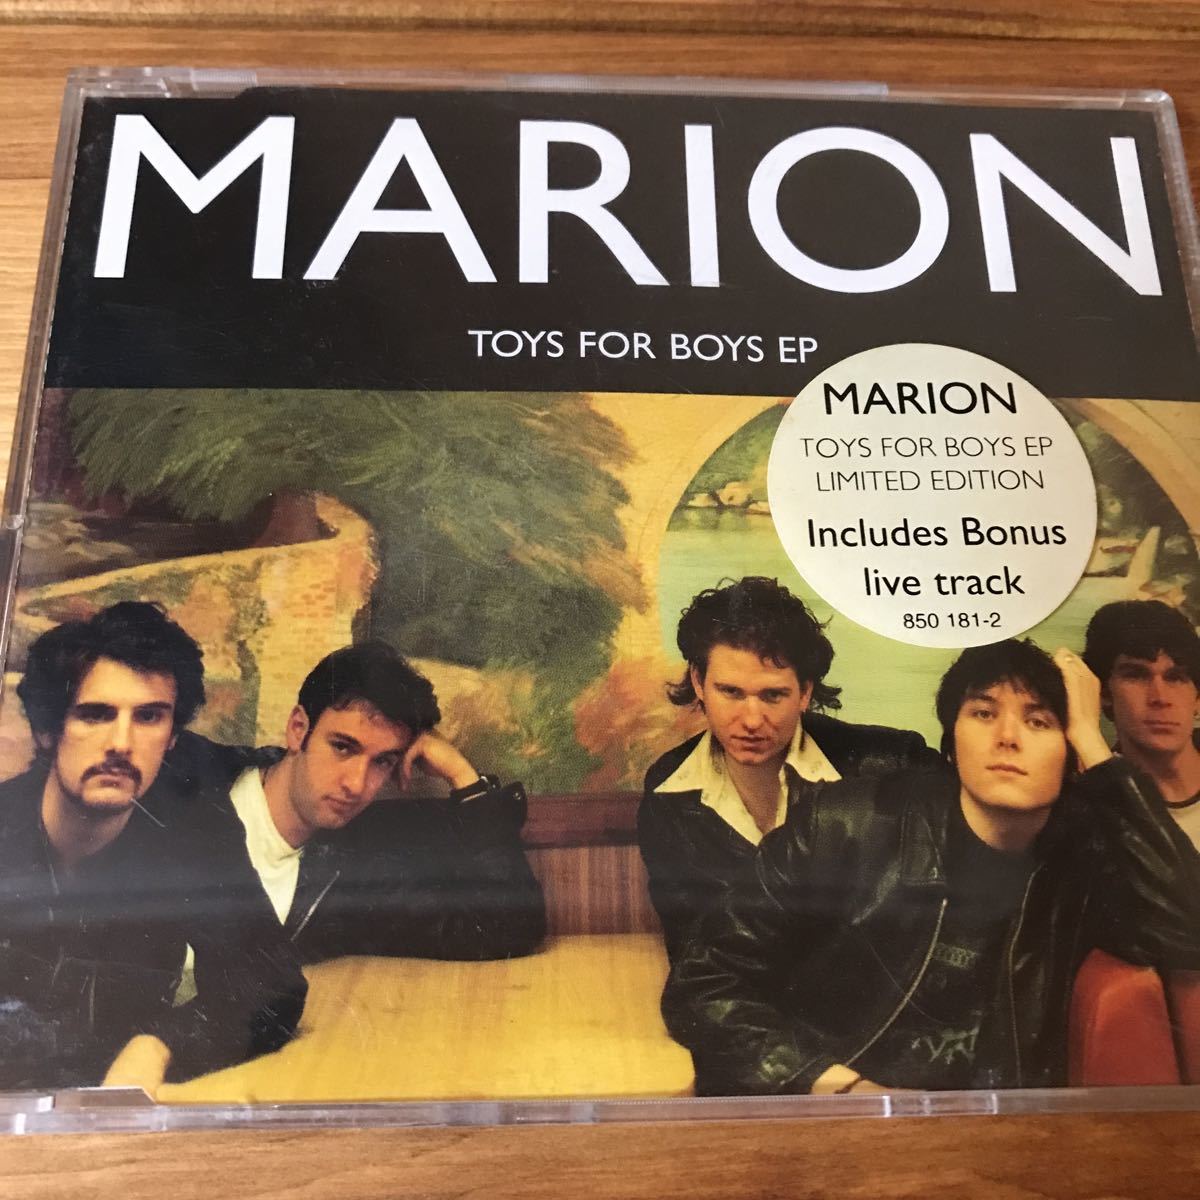 MARION
TOYS FOR BOYS EP
MARION
TOYS FOR BOYS EP
LIMITED EDITION
Includes Bonus
live track
850 181-2